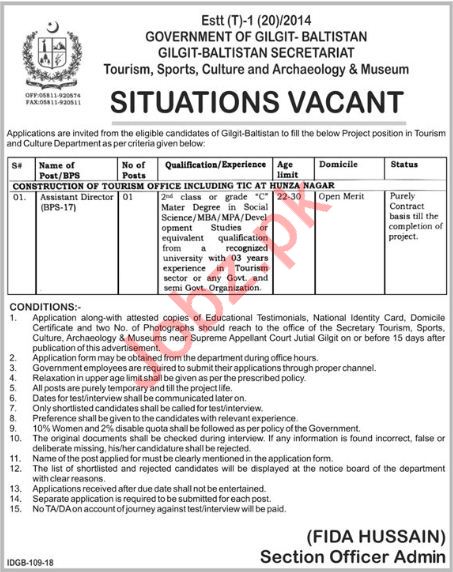 Estt (T)-1 (20)/2014
GOVERNMENT OF GILGIT- BALTISTAN
GILGIT-BALTISTAN SECRETARIAT
Tourism, Sports, Culture and Archaeology & Museum
OFF:05811-920574
FAX:05811-920511
SITUATIONS VACANT
Applications are invited from the eligible candidates of Gilgit-Baltistan to fill the below Project position in Tourism
and Culture Department as per criteria given below:
S# Name of Post/BPS No of Posts Qualification/Experience Age limit Domicile Status
CONSTRUCTION OF TOURISM OFFICE INCLUDING TIC AT HUNZA NAGAR
01. Assistant Director (BPS-17) 01 2nd class or grade "C" 22-30 Open Merit Purely
Mater Degree in Social Contract
Science/MBA/MPA/Devel basis till the
opment Studies or completion of
equivalent qualification project.
from a recognized
university with 03 years
experience of Tourism
sector or any Govt. and
semi Govt. Organization.
CONDITIONS:-
1. Application along-with attested copies of Educational Testimonials, National Identity Card, Domicile
Certificate and two No. of Photographs should reach to the office of the Secretary Tourism, Sports,
Culture, Archaeology & Museums near Supreme Appellant Court Jutial Gilgit on or before 15 days after
publication of this advertisement.
2. Application form may be obtained from the department during office hours.
3. Government employees are required to submit their applications through proper channel.
4. Relaxation in upper age limit shall be given as per the prescribed policy.
5. All posts are purely temporary and till the project life.
6. Dates for test/interview shall be communicated later on.
7. Only shortlisted candidates shall be called for test/interview.
8. Preference shall be given to the candidates with relevant experience.
9. 10% Women and 2% disable quota shall be followed as per policy of the Government.
10. The original documents shall be checked during interview. If any information is found incorrect, false or
deliberate missing, his/her candidature shall be rejected.
11. Name of the post applied for must be clearly mentioned in the application form.
12. The list of shortlisted and rejected candidates will be displayed at the notice board of the department
with clear reasons.
13. Applications received after due date shall not be entertained.
14. Separate application is required to be submitted for each post.
15. No TA/DA on account of journey against test/interview will be paid.
(FIDA HUSSAIN)
Section Officer Admin
IDGB-109-18
Jobz.pk